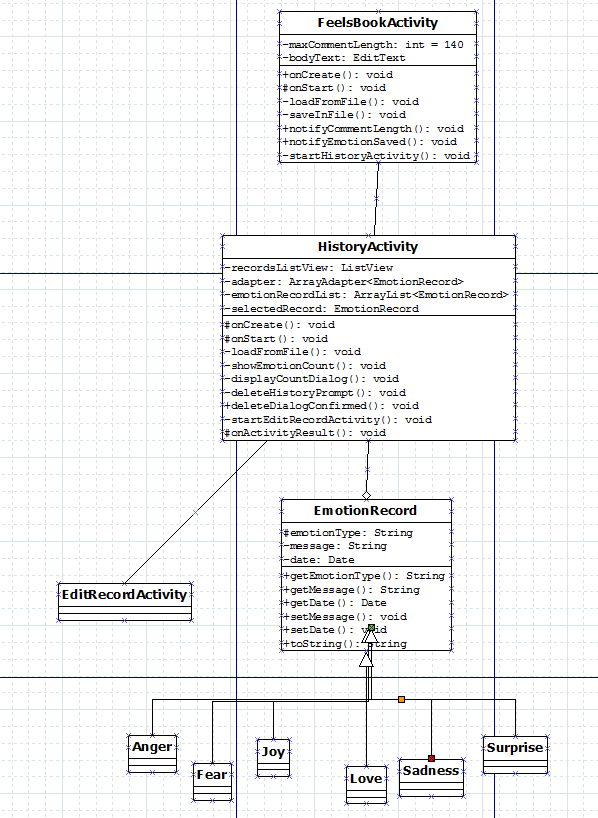 FeelsBookActivity
-maxCommentLength: int = 140
-bodyText: EditText
+onCreate(): void
#onStart(): void
-loadFromFile(): void
-saveInFile(): void
+notifyCommentLength(): void
+notifyEmotionSaved(): void
-startHistoryActivity(): void
HistoryActivity
-recordsListView: ListView
-adapter: ArrayAdapter<EmotionRecord>
-emotionRecordList: ArrayList<EmotionRecord>
-selectedRecord: EmotionRecord
#onCreate(): void
#onStart(): void
-loadFromFile(): void
-showEmotionCount(): void
-displayCountDialog(): void
-deleteHistoryPrompt(): void
+deleteDialogConfirmed(): void
-startEditRecordActivity(): void
#onActivityResult(): void
EmotionRecord
#emotionType: String
-message: String
-date: Date
+getEmotionType(): String
+getMessage(): String
+getDate(): Date
+setMessage(): void
+setDate(): void
+toString(): String
EditRecordActivity
Anger
Fear
Joy
Love
Sadness
Surprise